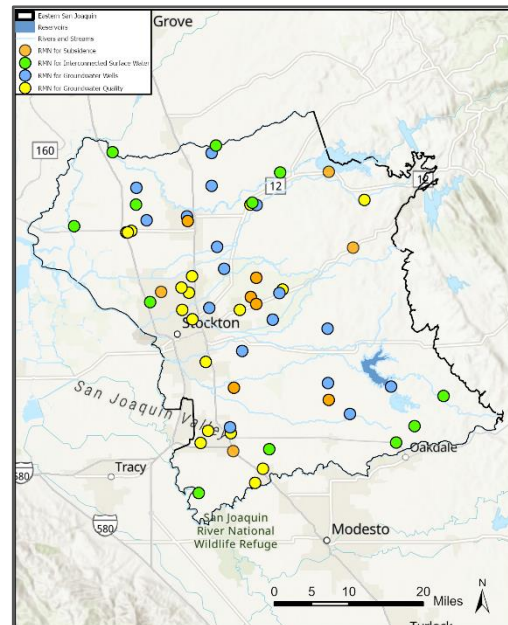 Eastern San Joaquin
Reservoirs
Rivers and Streams
RMN for Subsidence
RMN for Interconnected Surface Water
RMN for Groundwater Wells
RMN for Groundwater Quality
Grove
160
12
12
Stockton
San Joaquin Valley
Oakdale
Tracy
580
580
San Joaquin
River National
Wildlife Refuge
Modesto
0 5 10 20
Miles
N
Turlock